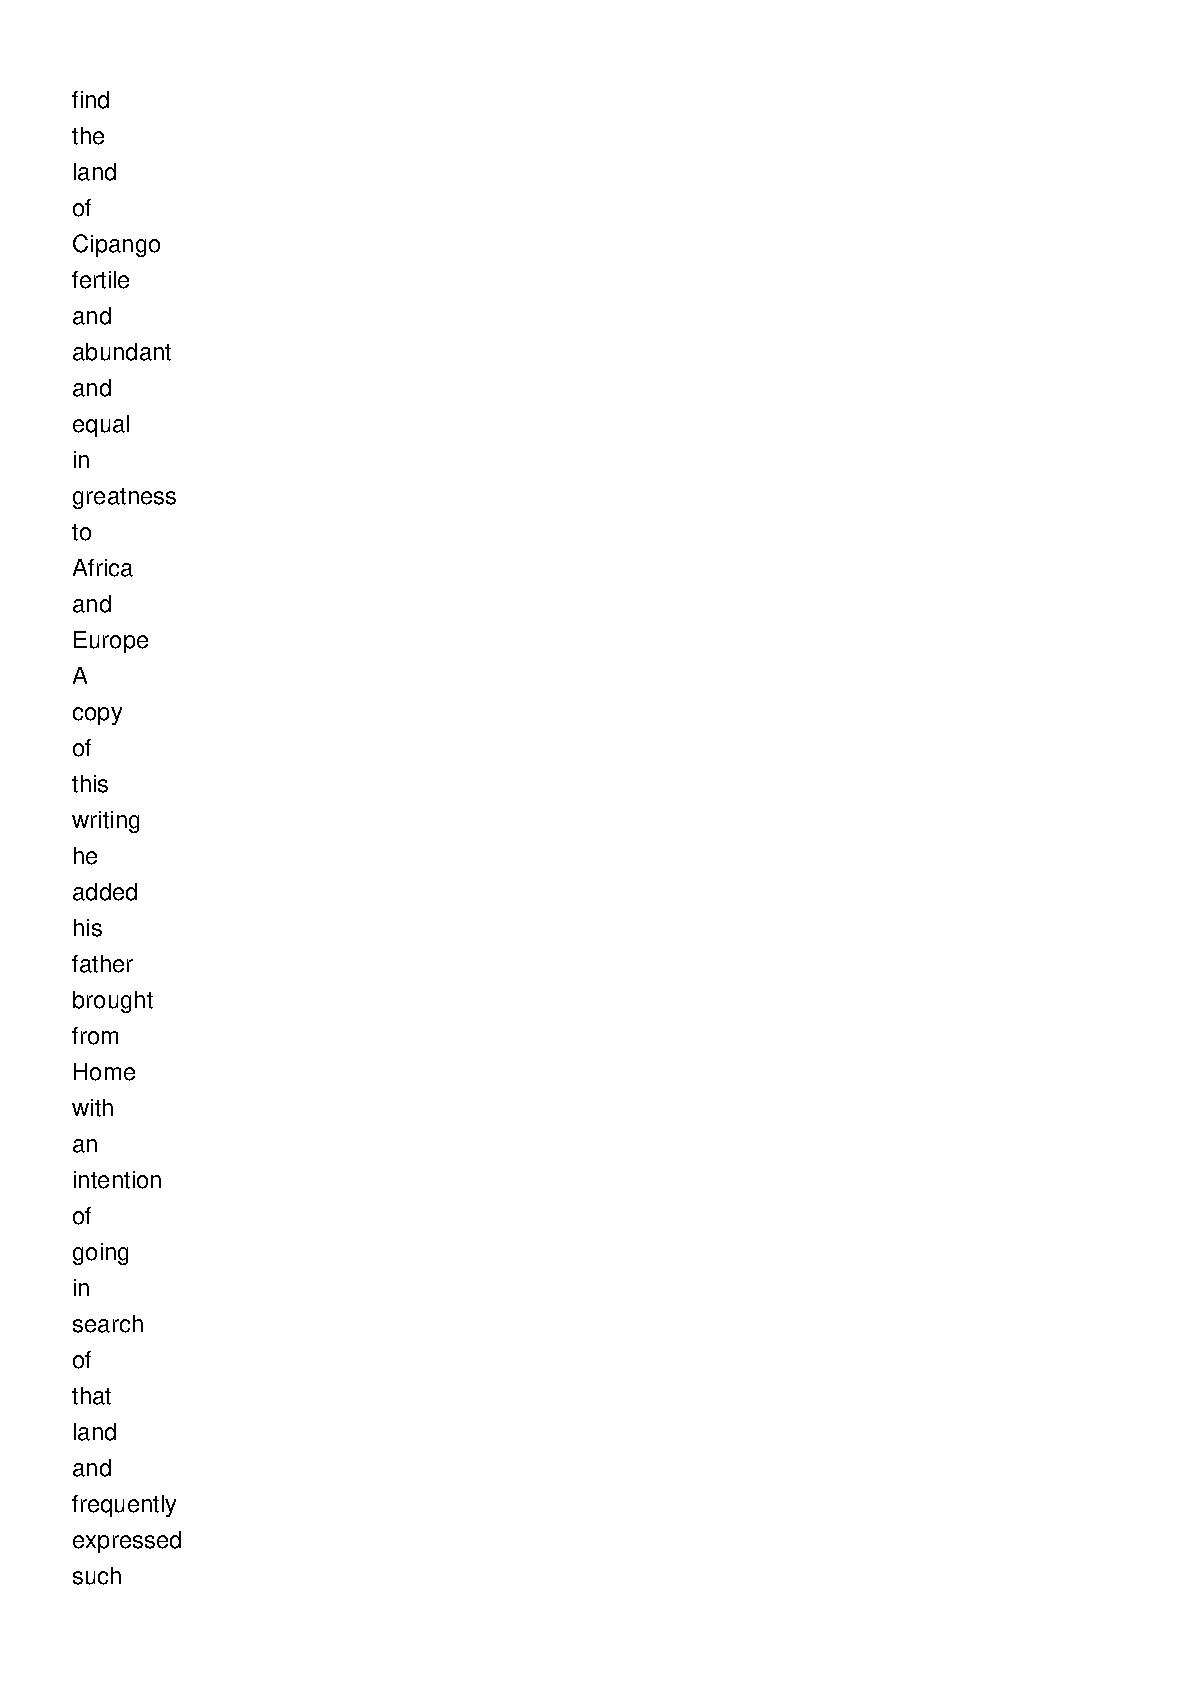 find
the
land
of
Cipango
fertile
and
abundant
and
equal
in
greatness
to
Africa
and
Europe
A
copy
of
this
writing
he
added
his
father
brought
from
Home
with
an
intention
of
going
in
search
of
that
land
and
frequently
expressed
such